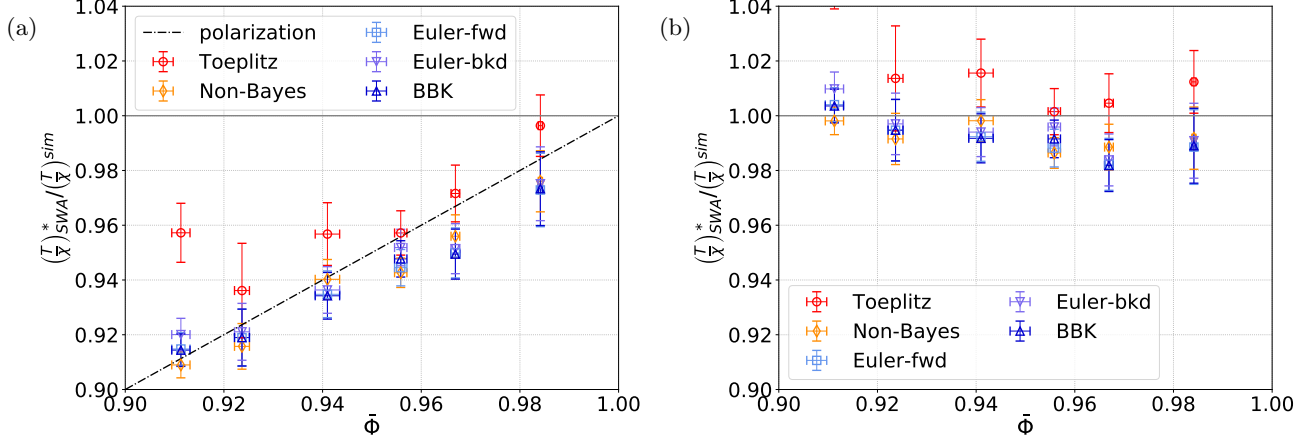 (a)
1.04
1.02
1.00
0.98
0.96
0.94
0.92
0.90
0.90 0.92 0.94 0.96 0.98 1.00
Φ̄
(T/χ)*SWA/(T/χ)sim
polarization
Toeplitz
Non-Bayes
Euler-fwd
Euler-bkd
BBK
(b)
1.04
1.02
1.00
0.98
0.96
0.94
0.92
0.90
0.90 0.92 0.94 0.96 0.98 1.00
Φ̄
(T/χ)*SWA/(T/χ)sim
Toeplitz
Non-Bayes
Euler-fwd
Euler-bkd
BBK